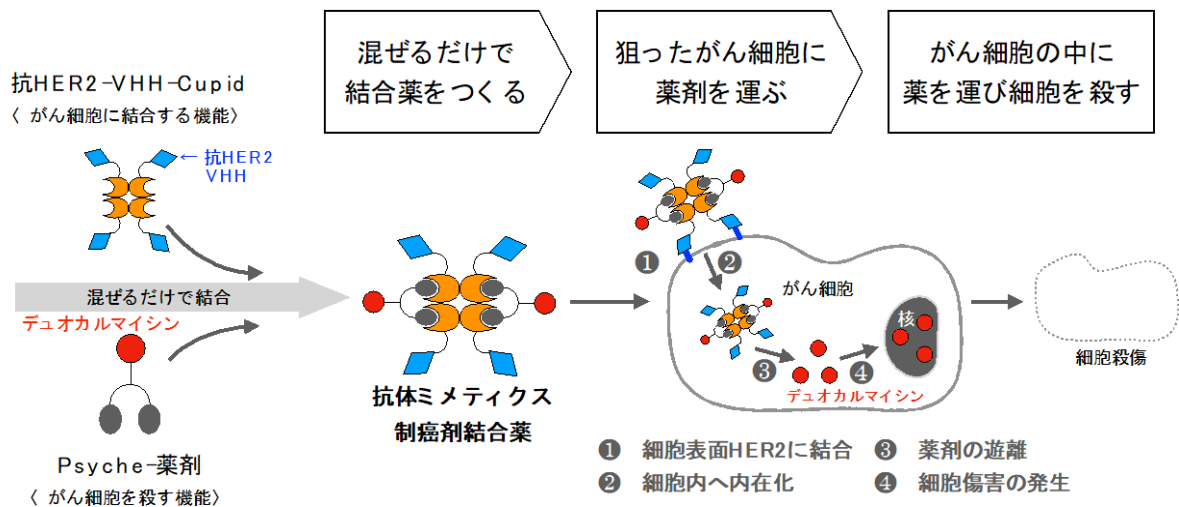 混ぜるだけで
結合薬をつくる
狙ったがん細胞に
薬剤を運ぶ
がん細胞の中に
薬を運び細胞を殺す
抗HER2-VHH-Cupid
〈 がん細胞に結合する機能〉
← 抗HER2
VHH
混ぜるだけで結合
デュオカルマイシン
Psyche-薬剤
〈 がん細胞を殺す機能〉
抗体ミメティクス
制癌剤結合薬
❶
❷
がん細胞
核
❸
❹
デュオカルマイシン
細胞殺傷
❶ 細胞表面HER2に結合
❷ 細胞内へ内在化
❸ 薬剤の遊離
❹ 細胞傷害の発生